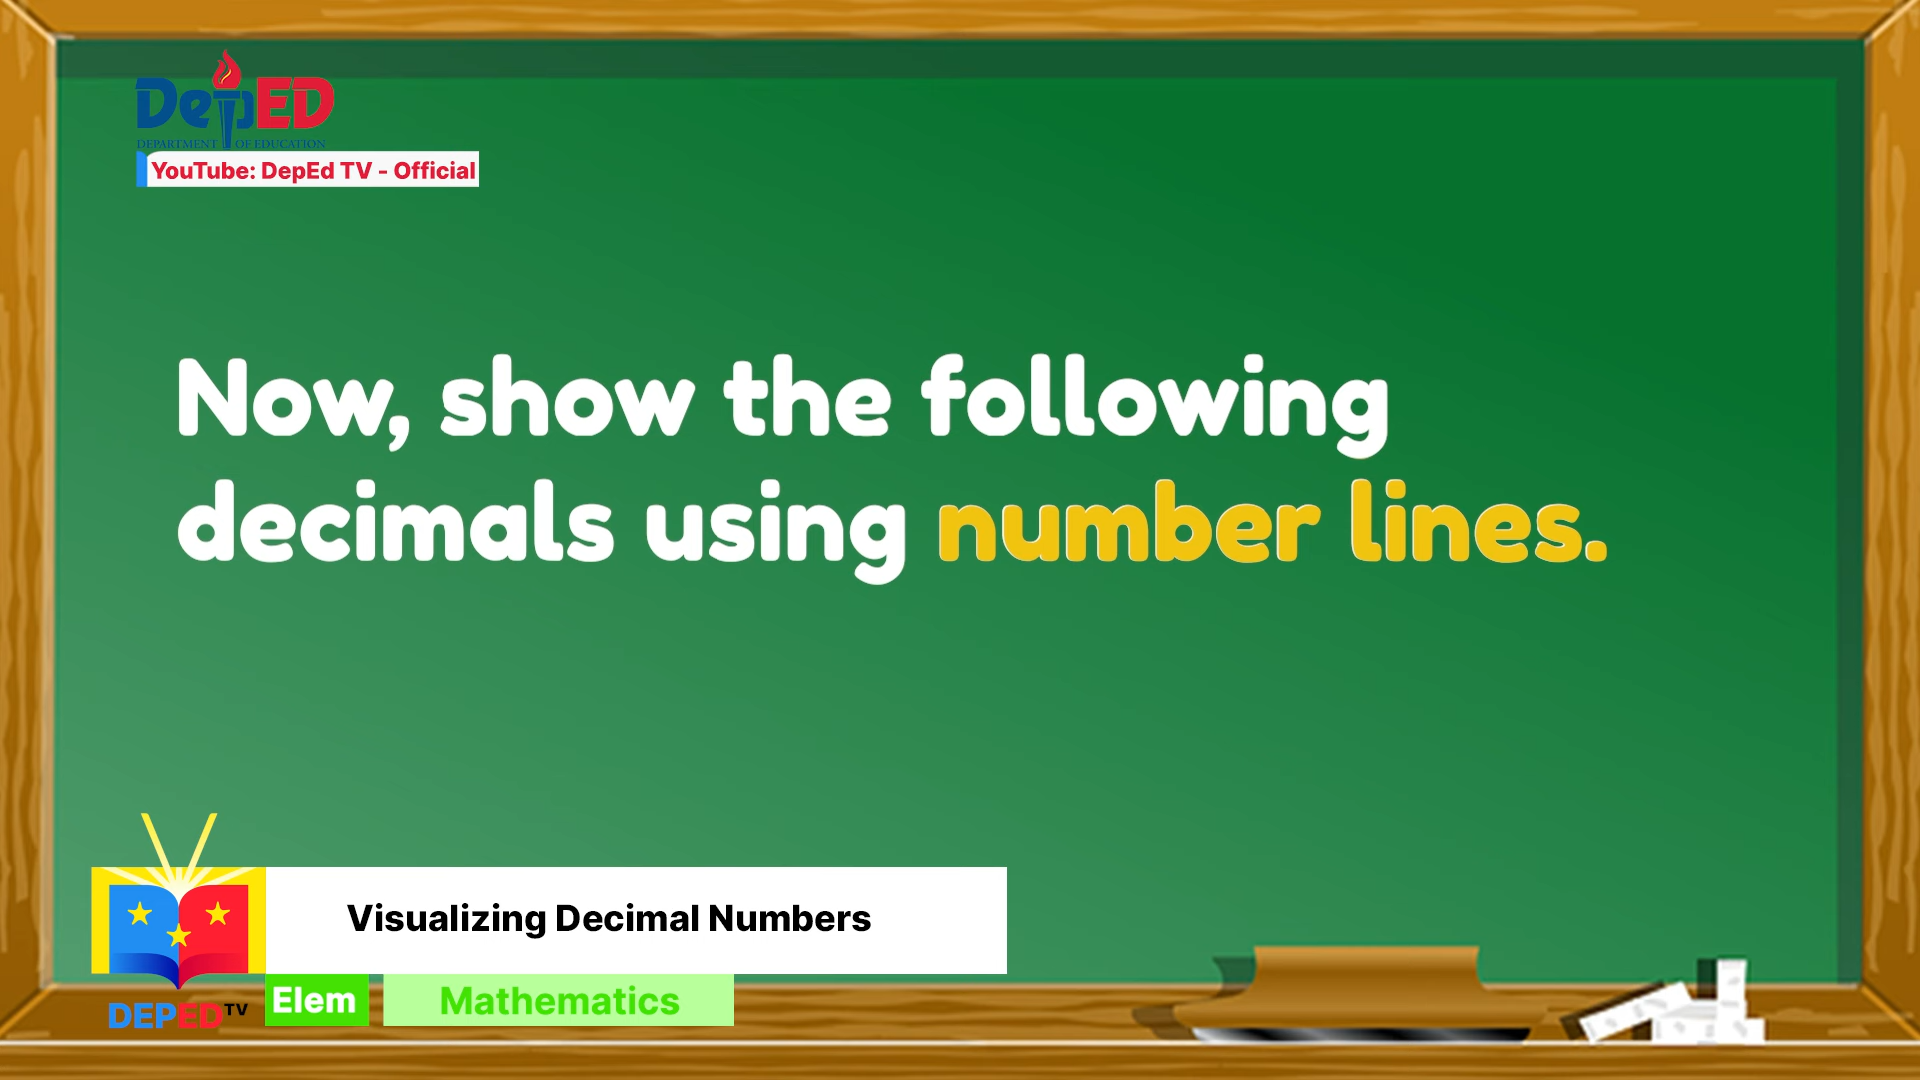 DepED
DEPARTMENT OF EDUCATION
YouTube: DepEd TV - Official
Now, show the following
decimals using number lines.
Visualizing Decimal Numbers
DEPED TV
Elem
Mathematics